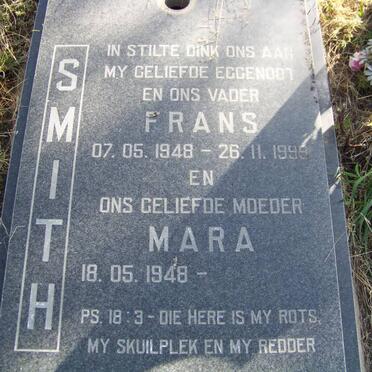 SMITH
IN STILTE DINK ONS AAN
MY GELIEFDE EGGENOOT
EN ONS VADER
FRANS
07. 05. 1948 - 26. 11. 1999
EN
ONS GELIEFDE MOEDER
MARA
18. 05. 1948 -
PS. 18 : 3 - DIE HERE IS MY ROTS,
MY SKUILPLEK EN MY REDDER